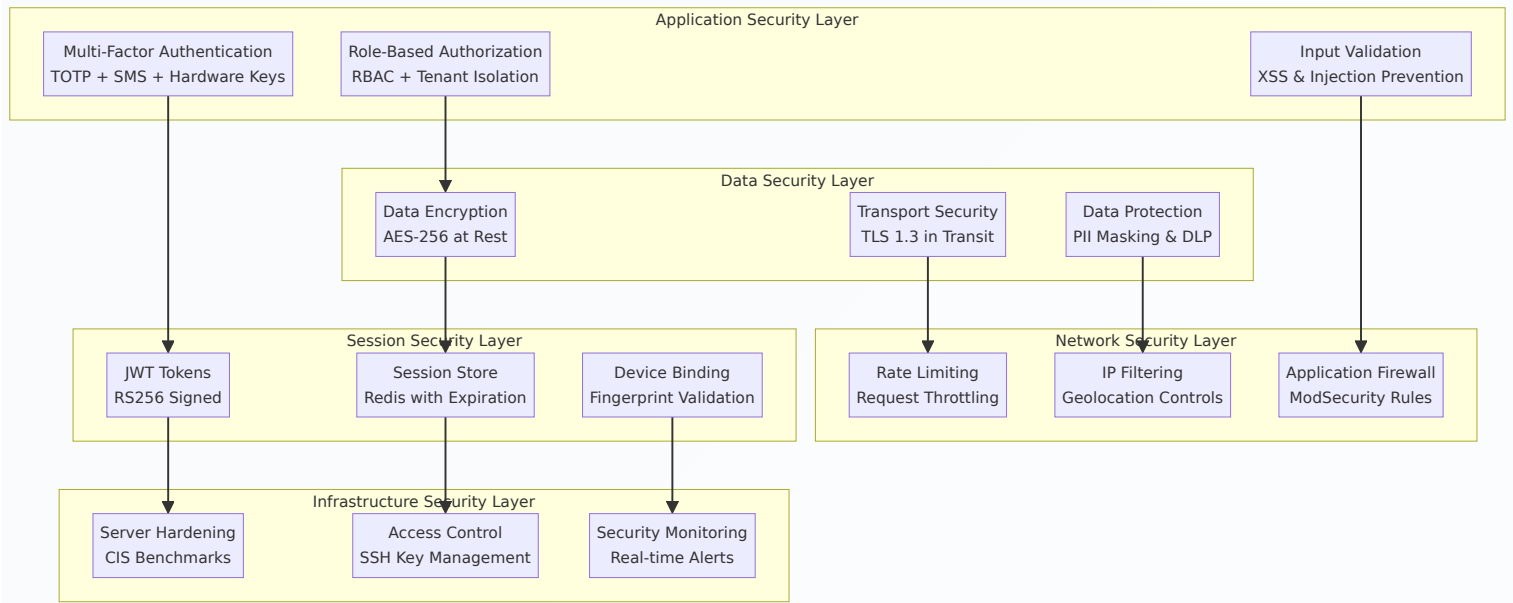 Application Security Layer
Multi-Factor Authentication
TOTP + SMS + Hardware Keys
Role-Based Authorization
RBAC + Tenant Isolation
Input Validation
XSS & Injection Prevention
Data Security Layer
Data Encryption
AES-256 at Rest
Transport Security
TLS 1.3 in Transit
Data Protection
PII Masking & DLP
Session Security Layer
JWT Tokens
RS256 Signed
Session Store
Redis with Expiration
Device Binding
Fingerprint Validation
Network Security Layer
Rate Limiting
Request Throttling
IP Filtering
Geolocation Controls
Application Firewall
ModSecurity Rules
Infrastructure Security Layer
Server Hardening
CIS Benchmarks
Access Control
SSH Key Management
Security Monitoring
Real-time Alerts